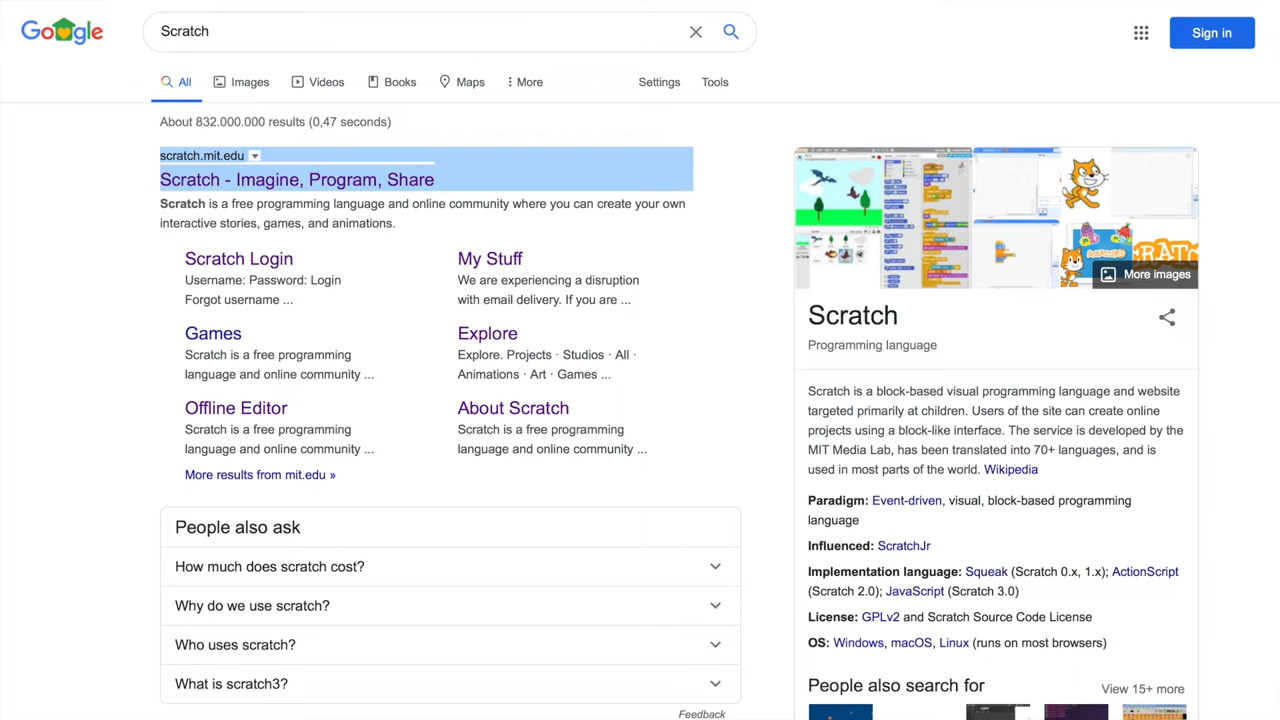 Google
Scratch
Sign in
All Images Videos Books Maps More Settings Tools
About 832.000.000 results (0,47 seconds)
scratch.mit.edu
Scratch - Imagine, Program, Share
Scratch is a free programming language and online community where you can create your own
interactive stories, games, and animations.
Scratch Login
Username: Password: Login
Forgot username ...
My Stuff
We are experiencing a disruption
with email delivery. If you are ...
Games
Scratch is a free programming
language and online community ...
Explore
Explore. Projects · Studios · All ·
Animations · Art · Games ...
Offline Editor
Scratch is a free programming
language and online community ...
About Scratch
Scratch is a free programming
language and online community ...
More results from mit.edu »
People also ask
How much does scratch cost?
Why do we use scratch?
Who uses scratch?
What is scratch3?
Feedback
More images
Scratch
Programming language
Scratch is a block-based visual programming language and website
targeted primarily at children. Users of the site can create online
projects using a block-like interface. The service is developed by the
MIT Media Lab, has been translated into 70+ languages, and is
used in most parts of the world. Wikipedia
Paradigm: Event-driven, visual, block-based programming
language
Influenced: ScratchJr
Implementation language: Squeak (Scratch 0.x, 1.x); ActionScript
(Scratch 2.0); JavaScript (Scratch 3.0)
License: GPLv2 and Scratch Source Code License
OS: Windows, macOS, Linux (runs on most browsers)
People also search for
View 15+ more